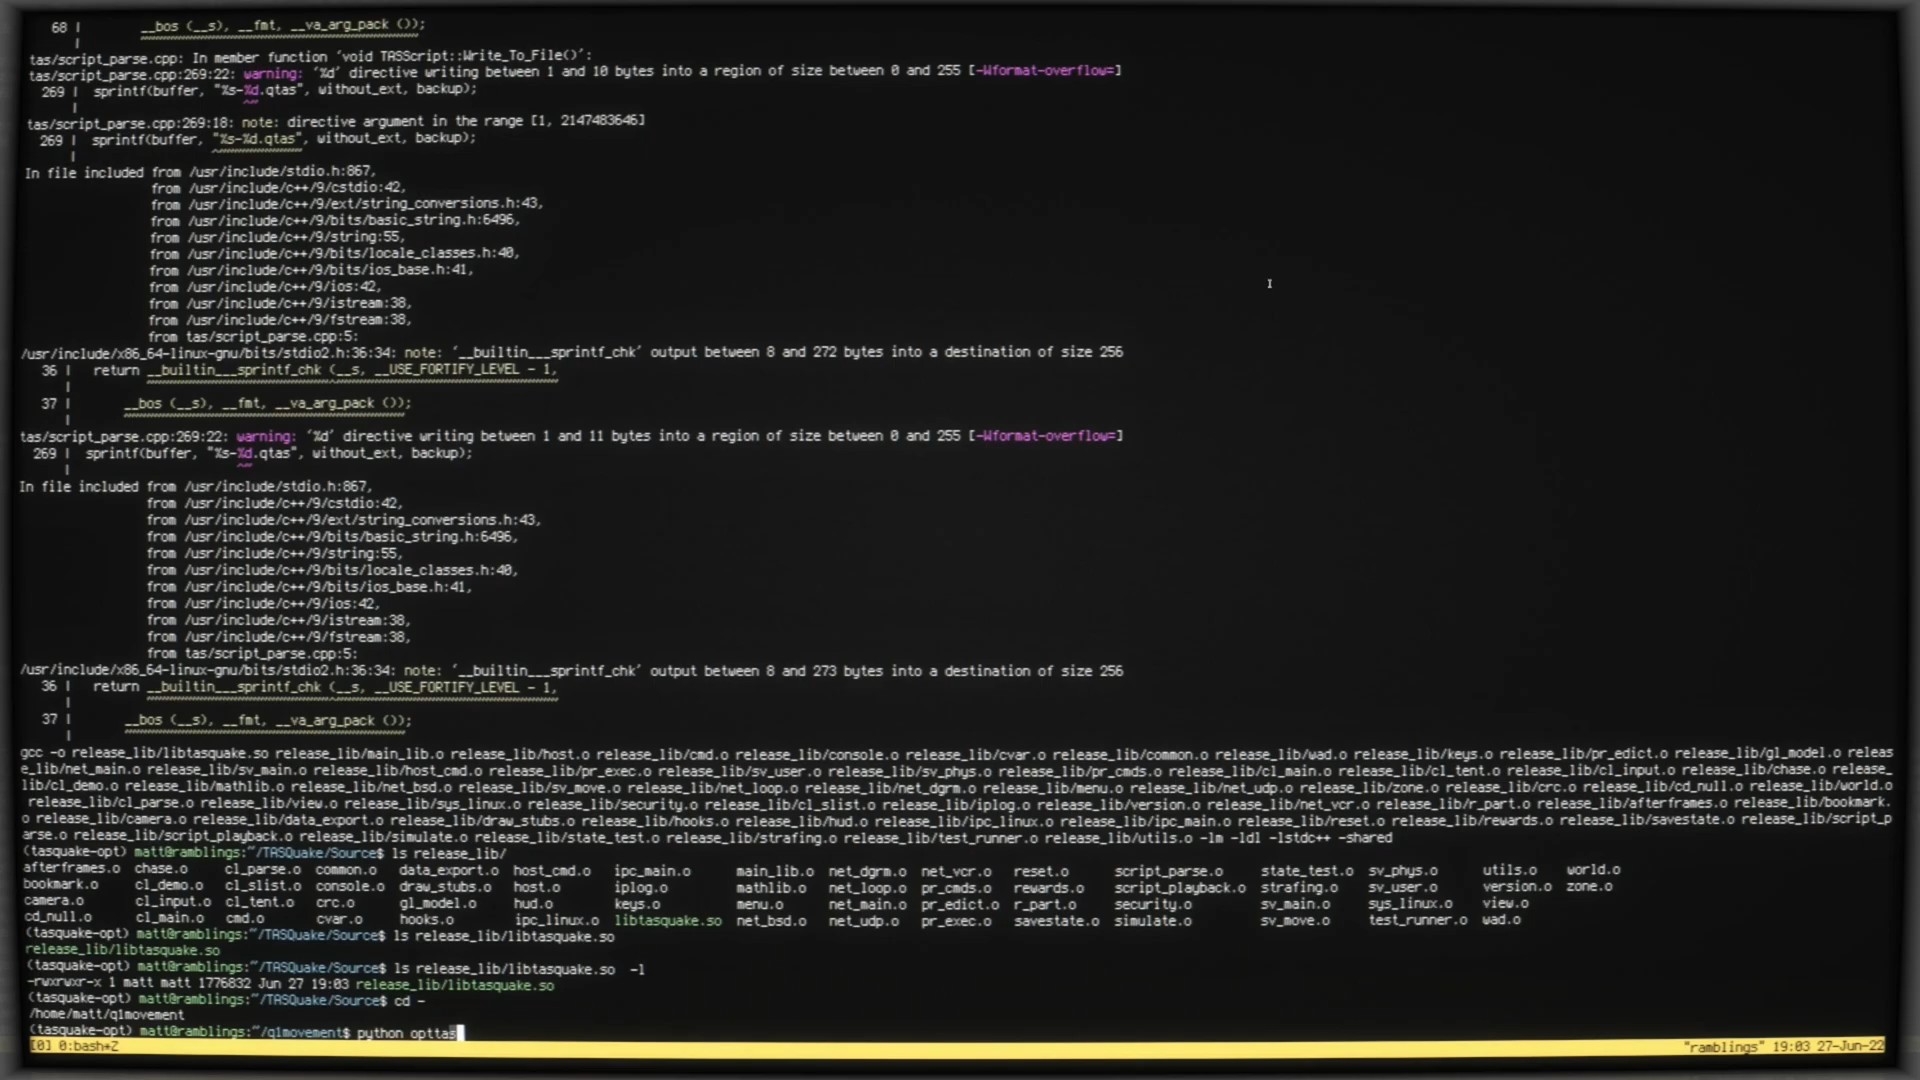 68 |       __bos (__s), __fmt, __va_arg_pack ());
|
tas/script_parse.cpp: In member function ‘void TASScript::Write_To_File()’:
tas/script_parse.cpp:269:22: warning: ‘%d’ directive writing between 1 and 10 bytes into a region of size between 0 and 255 [-Wformat-overflow=]
269 |  sprintf(buffer, "%s-%d.qtas", without_ext, backup);
|                      ^~
tas/script_parse.cpp:269:18: note: directive argument in the range [1, 2147483646]
269 |  sprintf(buffer, "%s-%d.qtas", without_ext, backup);
|                  ^~~~~~~~~~~~
In file included from /usr/include/stdio.h:867,
from /usr/include/c++/9/cstdio:42,
from /usr/include/c++/9/ext/string_conversions.h:43,
from /usr/include/c++/9/bits/basic_string.h:6496,
from /usr/include/c++/9/string:55,
from /usr/include/c++/9/bits/locale_classes.h:40,
from /usr/include/c++/9/bits/ios_base.h:41,
from /usr/include/c++/9/ios:42,
from /usr/include/c++/9/istream:38,
from /usr/include/c++/9/fstream:38,
from tas/script_parse.cpp:5:
/usr/include/x86_64-linux-gnu/bits/stdio2.h:36:34: note: ‘__builtin___sprintf_chk’ output between 8 and 272 bytes into a destination of size 256
36 |   return __builtin___sprintf_chk (__s, __USE_FORTIFY_LEVEL - 1,
|
37 |       __bos (__s), __fmt, __va_arg_pack ());
|
tas/script_parse.cpp:269:22: warning: ‘%d’ directive writing between 1 and 11 bytes into a region of size between 0 and 255 [-Wformat-overflow=]
269 |  sprintf(buffer, "%s-%d.qtas", without_ext, backup);
|                      ^~
In file included from /usr/include/stdio.h:867,
from /usr/include/c++/9/cstdio:42,
from /usr/include/c++/9/ext/string_conversions.h:43,
from /usr/include/c++/9/bits/basic_string.h:6496,
from /usr/include/c++/9/string:55,
from /usr/include/c++/9/bits/locale_classes.h:40,
from /usr/include/c++/9/bits/ios_base.h:41,
from /usr/include/c++/9/ios:42,
from /usr/include/c++/9/istream:38,
from /usr/include/c++/9/fstream:38,
from tas/script_parse.cpp:5:
/usr/include/x86_64-linux-gnu/bits/stdio2.h:36:34: note: ‘__builtin___sprintf_chk’ output between 8 and 273 bytes into a destination of size 256
36 |   return __builtin___sprintf_chk (__s, __USE_FORTIFY_LEVEL - 1,
|
37 |       __bos (__s), __fmt, __va_arg_pack ());
|
gcc -o release_lib/libtasquake.so release_lib/main_lib.o release_lib/host.o release_lib/cmd.o release_lib/console.o release_lib/cvar.o release_lib/common.o release_lib/wad.o release_lib/keys.o release_lib/pr_edict.o release_lib/gl_model.o releas
e_lib/net_main.o release_lib/sv_main.o release_lib/host_cmd.o release_lib/pr_exec.o release_lib/sv_user.o release_lib/sv_phys.o release_lib/pr_cmds.o release_lib/cl_main.o release_lib/cl_tent.o release_lib/cl_input.o release_lib/chase.o release_
lib/cl_demo.o release_lib/mathlib.o release_lib/net_bsd.o release_lib/sv_move.o release_lib/net_loop.o release_lib/net_dgrm.o release_lib/menu.o release_lib/net_udp.o release_lib/zone.o release_lib/crc.o release_lib/cd_null.o release_lib/world.o
release_lib/cl_parse.o release_lib/view.o release_lib/sys_linux.o release_lib/security.o release_lib/cl_slist.o release_lib/iplog.o release_lib/version.o release_lib/net_vcr.o release_lib/r_part.o release_lib/afterframes.o release_lib/bookmark.
o release_lib/camera.o release_lib/data_export.o release_lib/draw_stubs.o release_lib/hooks.o release_lib/hud.o release_lib/ipc_linux.o release_lib/ipc_main.o release_lib/reset.o release_lib/rewards.o release_lib/savestate.o release_lib/script_p
arse.o release_lib/script_playback.o release_lib/simulate.o release_lib/state_test.o release_lib/strafing.o release_lib/test_runner.o release_lib/utils.o -lm -ldl -lstdc++ -shared
(tasquake-opt) matt@ramblings:~/TASQuake/Source$ ls release_lib/
afterframes.o chase.o cl_parse.o common.o data_export.o host_cmd.o ipc_main.o main_lib.o net_dgrm.o net_vcr.o reset.o script_parse.o state_test.o sv_phys.o utils.o world.o
bookmark.o cl_demo.o cl_slist.o console.o draw_stubs.o host.o iplog.o mathlib.o net_loop.o pr_cmds.o rewards.o script_playback.o strafing.o sv_user.o version.o zone.o
camera.o cl_input.o cl_tent.o crc.o gl_model.o hud.o keys.o menu.o net_main.o pr_edict.o r_part.o security.o sv_main.o sys_linux.o view.o
cd_null.o cl_main.o cmd.o cvar.o hooks.o ipc_linux.o libtasquake.so net_bsd.o net_udp.o pr_exec.o savestate.o simulate.o sv_move.o test_runner.o wad.o
(tasquake-opt) matt@ramblings:~/TASQuake/Source$ ls release_lib/libtasquake.so
release_lib/libtasquake.so
(tasquake-opt) matt@ramblings:~/TASQuake/Source$ ls release_lib/libtasquake.so  -l
-rwxrwxr-x 1 matt matt 1776832 Jun 27 19:03 release_lib/libtasquake.so
(tasquake-opt) matt@ramblings:~/TASQuake/Source$ cd -
/home/matt/q1movement
(tasquake-opt) matt@ramblings:~/q1movement$ python opttas
[0] 0:bash*Z "ramblings" 19:03 27-Jun-22